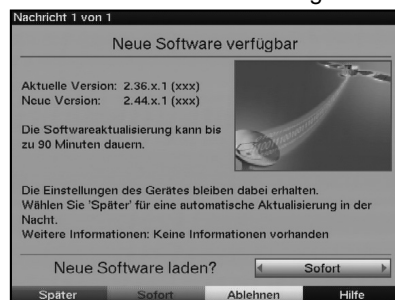 Nachricht 1 von 1
Neue Software verfügbar
Aktuelle Version: 2.36.x.1 (xxx)
Neue Version: 2.44.x.1 (xxx)
Die Softwareaktualisierung kann bis
zu 90 Minuten dauern.
Die Einstellungen des Gerätes bleiben dabei erhalten.
Wählen Sie 'Später' für eine automatische Aktualisierung in der
Nacht.
Weitere Informationen: Keine Informationen vorhanden
Neue Software laden? Sofort
Später Sofort Ablehnen Hilfe